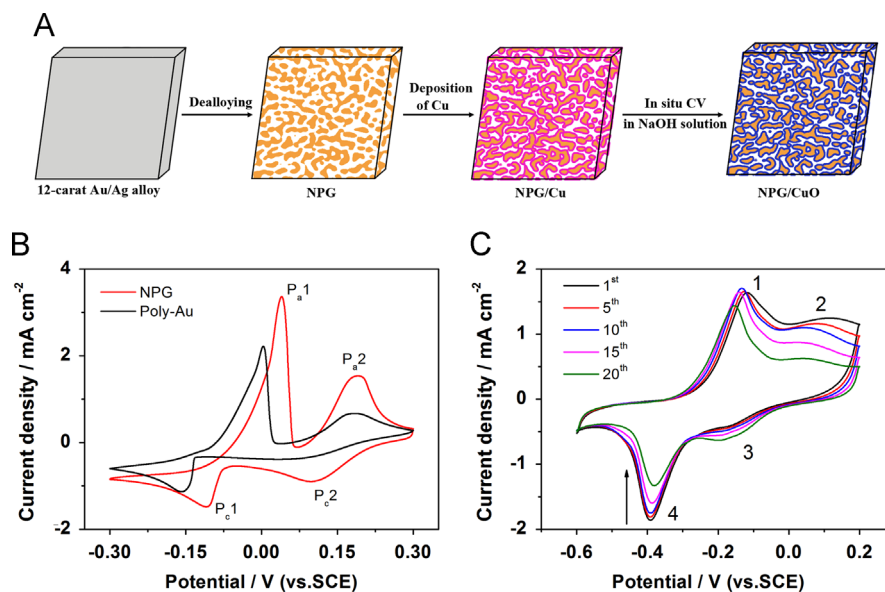 A
Dealloying
Deposition
of Cu
In situ CV
in NaOH solution
12-carat Au/Ag alloy
NPG
NPG/Cu
NPG/CuO
B
4
2
0
-2
-0.30
-0.15
0.00
0.15
0.30
Current density / mA cm-2
Potential / V (vs.SCE)
NPG
Poly-Au
Pa1
Pa2
Pc1
Pc2
C
2
1
0
-1
-2
-0.6
-0.4
-0.2
0.0
0.2
Current density / mA cm-2
Potential / V (vs.SCE)
1st
5th
10th
15th
20th
1
2
3
4